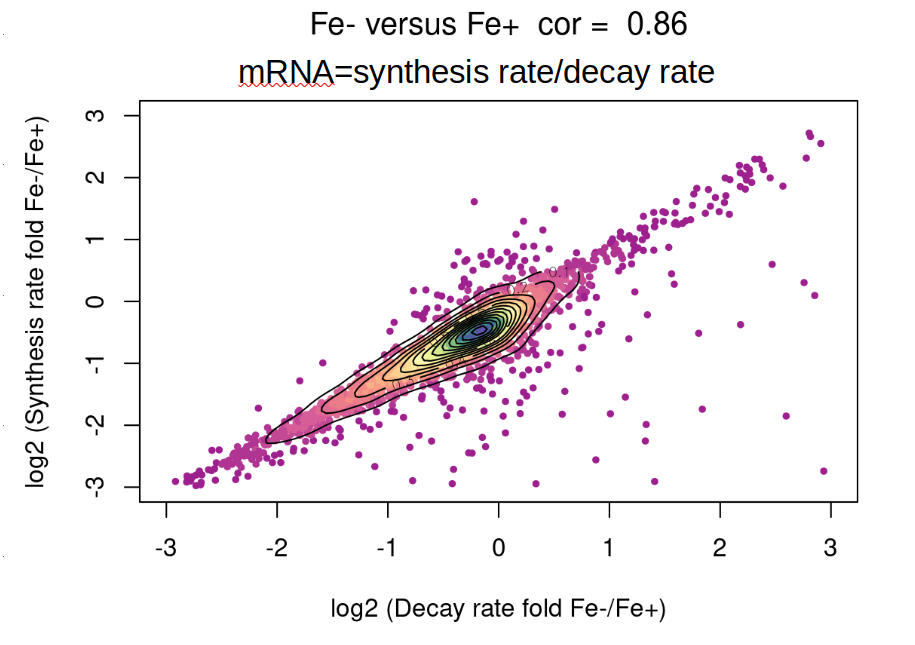 Fe- versus Fe+ cor = 0.86
mRNA=synthesis rate/decay rate
log2 (Synthesis rate fold Fe-/Fe+)
3
2
1
0
-1
-2
-3
-3 -2 -1 0 1 2 3
log2 (Decay rate fold Fe-/Fe+)